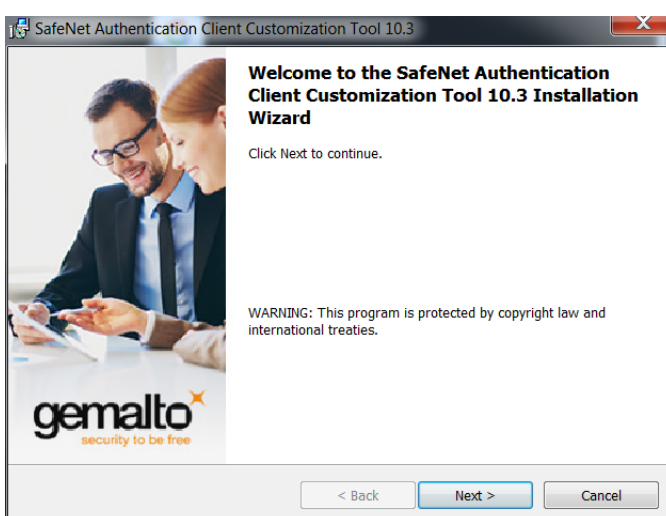 SafeNet Authentication Client Customization Tool 10.3
Welcome to the SafeNet Authentication
Client Customization Tool 10.3 Installation
Wizard
Click Next to continue.
WARNING: This program is protected by copyright law and
international treaties.
gemalto
security to be free
< Back
Next >
Cancel